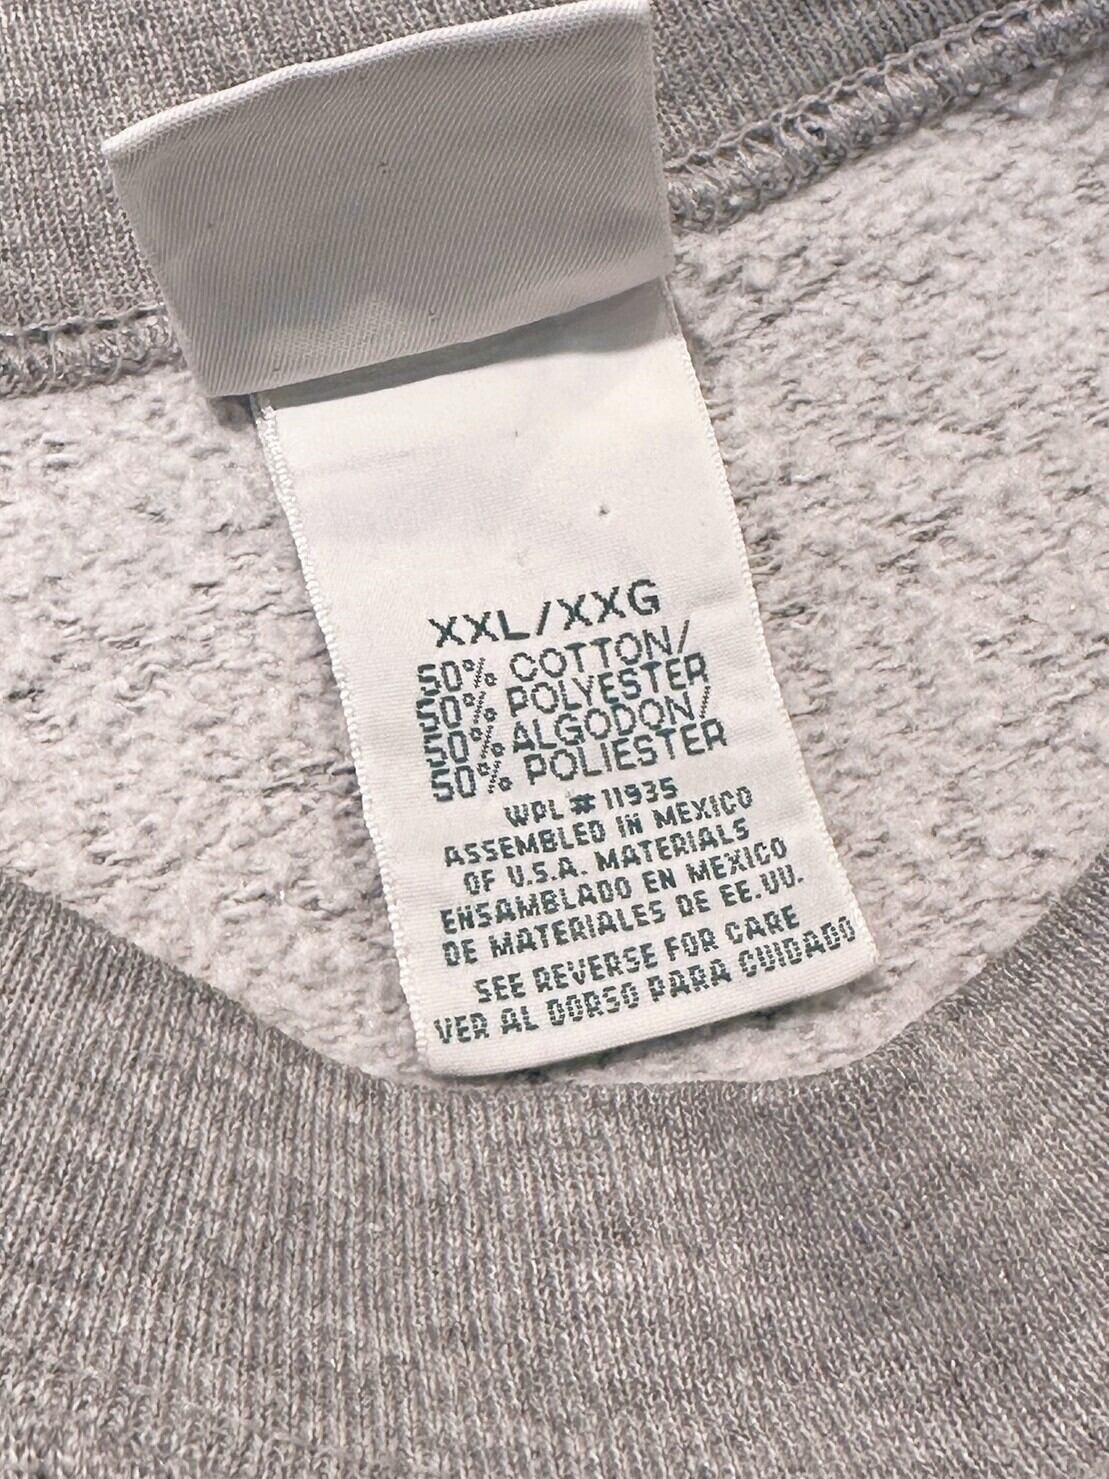 XXL/XXG
50% COTTON/
50% POLYESTER
50% ALGODON/
50% POLIESTER
WPL #11935
ASSEMBLED IN MEXICO
OF U.S.A. MATERIALS
ENSAMBLADO EN MEXICO
DE MATERIALES DE EE.UU.
SEE REVERSE FOR CARE
VER AL DORSO PARA CUIDADO